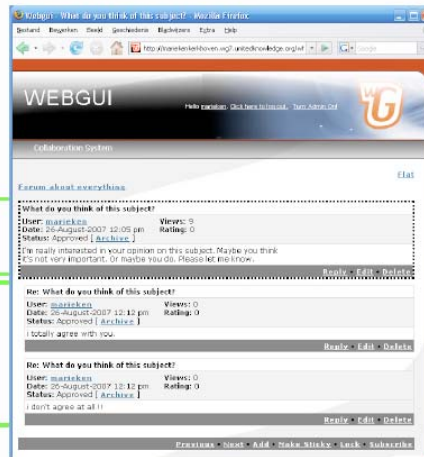 Webgui - What do you think of this subject? - Mozilla Firefox
Bestand Bewerken Beeld Geschiedenis Bladwijzers Extra Help
http://mariekenkerkhoven.wg7.unitedknowledge.org/wf
WEBGUI
Hello marieken. Click here to log out. Turn Admin On!
Collaboration System
Flat
Forum about everything
What do you think of this subject?
User: marieken Views: 9
Date: 26-August-2007 12:05 pm Rating: 0
Status: Approved [ Archive ]
I'm really interested in your opinion on this subject. Maybe you think
it's not very important. Or maybe you do. Please let me know.
Reply • Edit • Delete
Re: What do you think of this subject?
User: marieken Views: 0
Date: 26-August-2007 12:12 pm Rating: 0
Status: Approved [ Archive ]
i totally agree with you.
Reply • Edit • Delete
Re: What do you think of this subject?
User: marieken Views: 0
Date: 26-August-2007 12:12 pm Rating: 0
Status: Approved [ Archive ]
i don't agree at all !!
Reply • Edit • Delete
Previous • Next • Add • Make Sticky • Lock • Subscribe